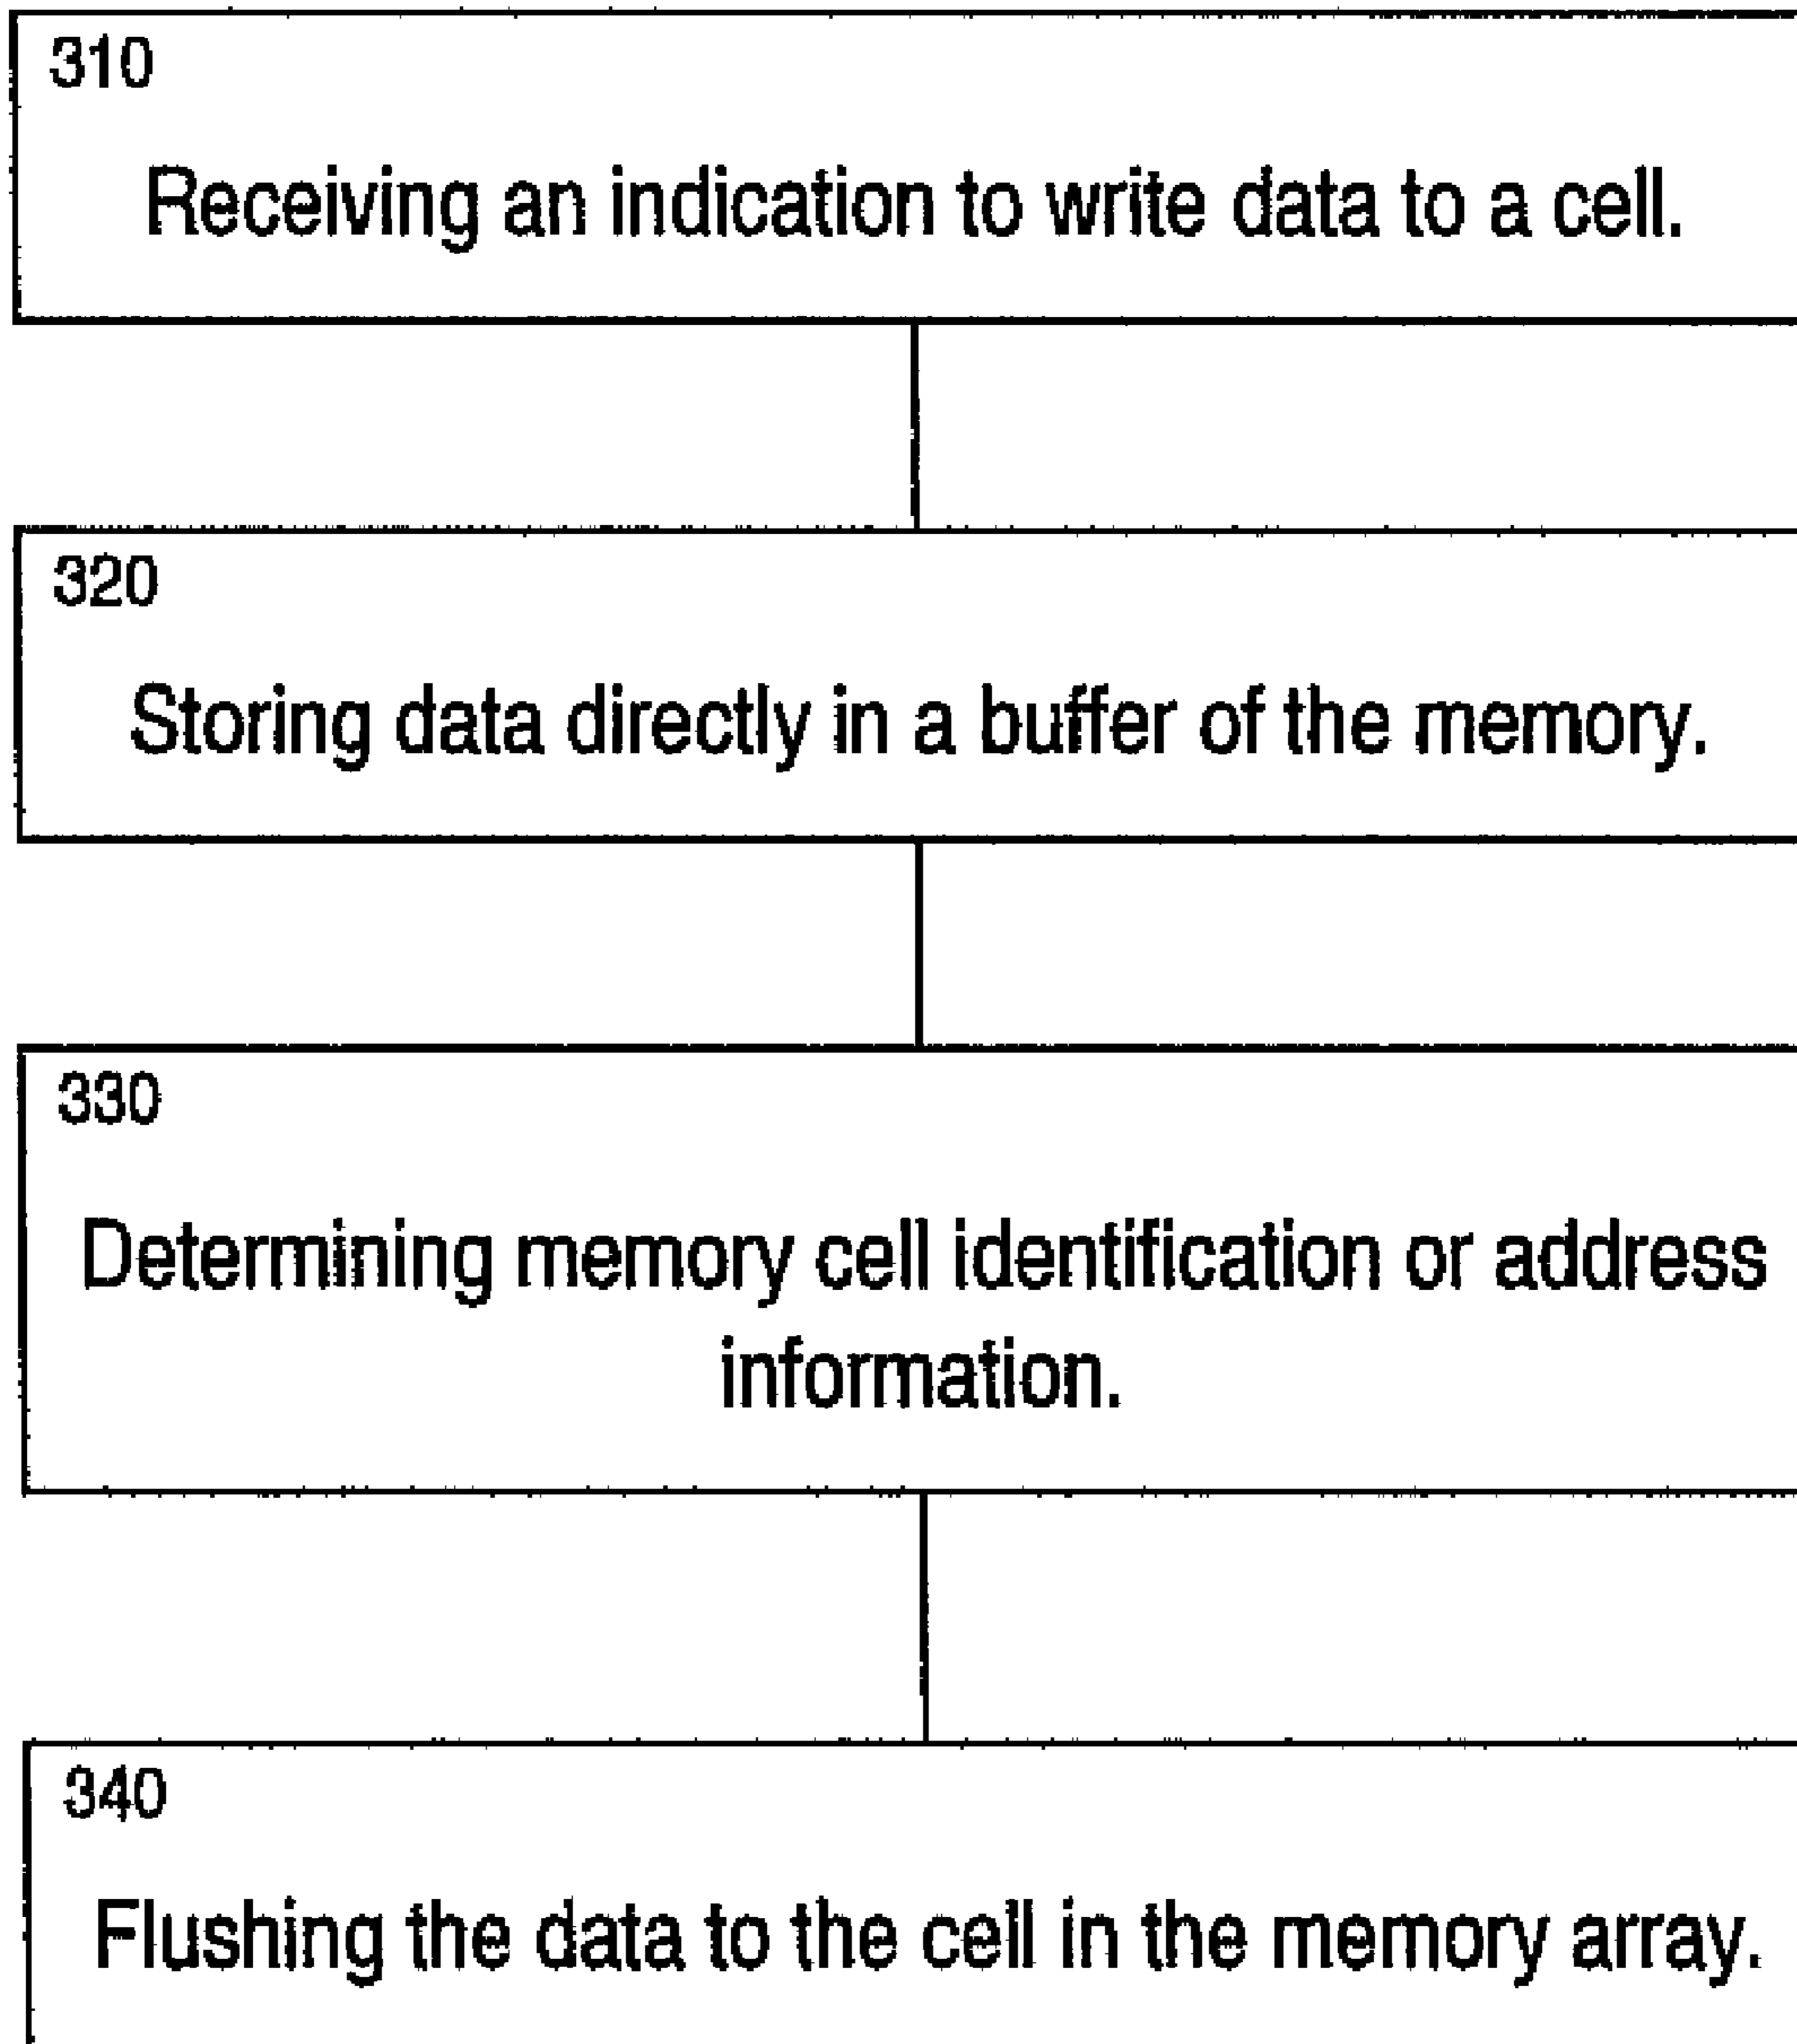 310
Receiving an indication to write data to a cell.
320
Storing data directly in a buffer of the memory.
330
Determining memory cell identification or address
information.
340
Flushing the data to the cell in the memory array.